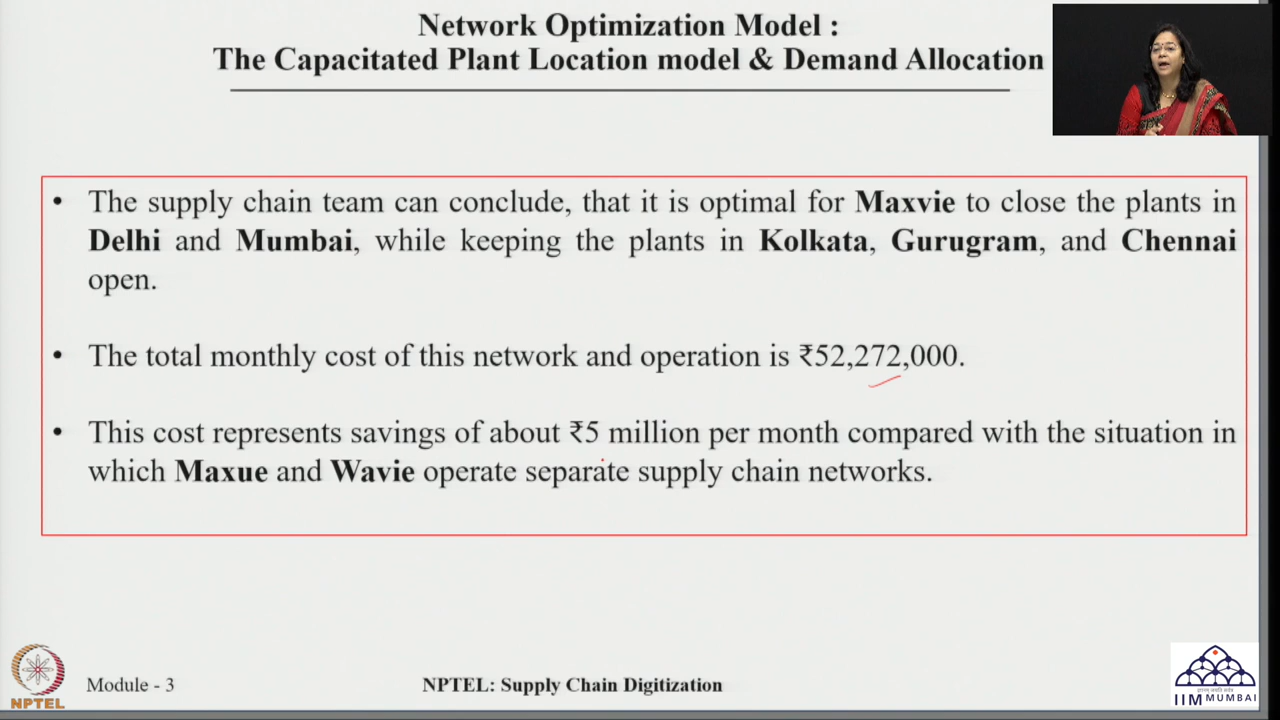 Network Optimization Model :
The Capacitated Plant Location model & Demand Allocation
• The supply chain team can conclude, that it is optimal for Maxvie to close the plants in
Delhi and Mumbai, while keeping the plants in Kolkata, Gurugram, and Chennai
open.
• The total monthly cost of this network and operation is ₹52,272,000.
• This cost represents savings of about ₹5 million per month compared with the situation in
which Maxue and Wavie operate separate supply chain networks.
NPTEL
Module - 3
NPTEL: Supply Chain Digitization
IIM MUMBAI